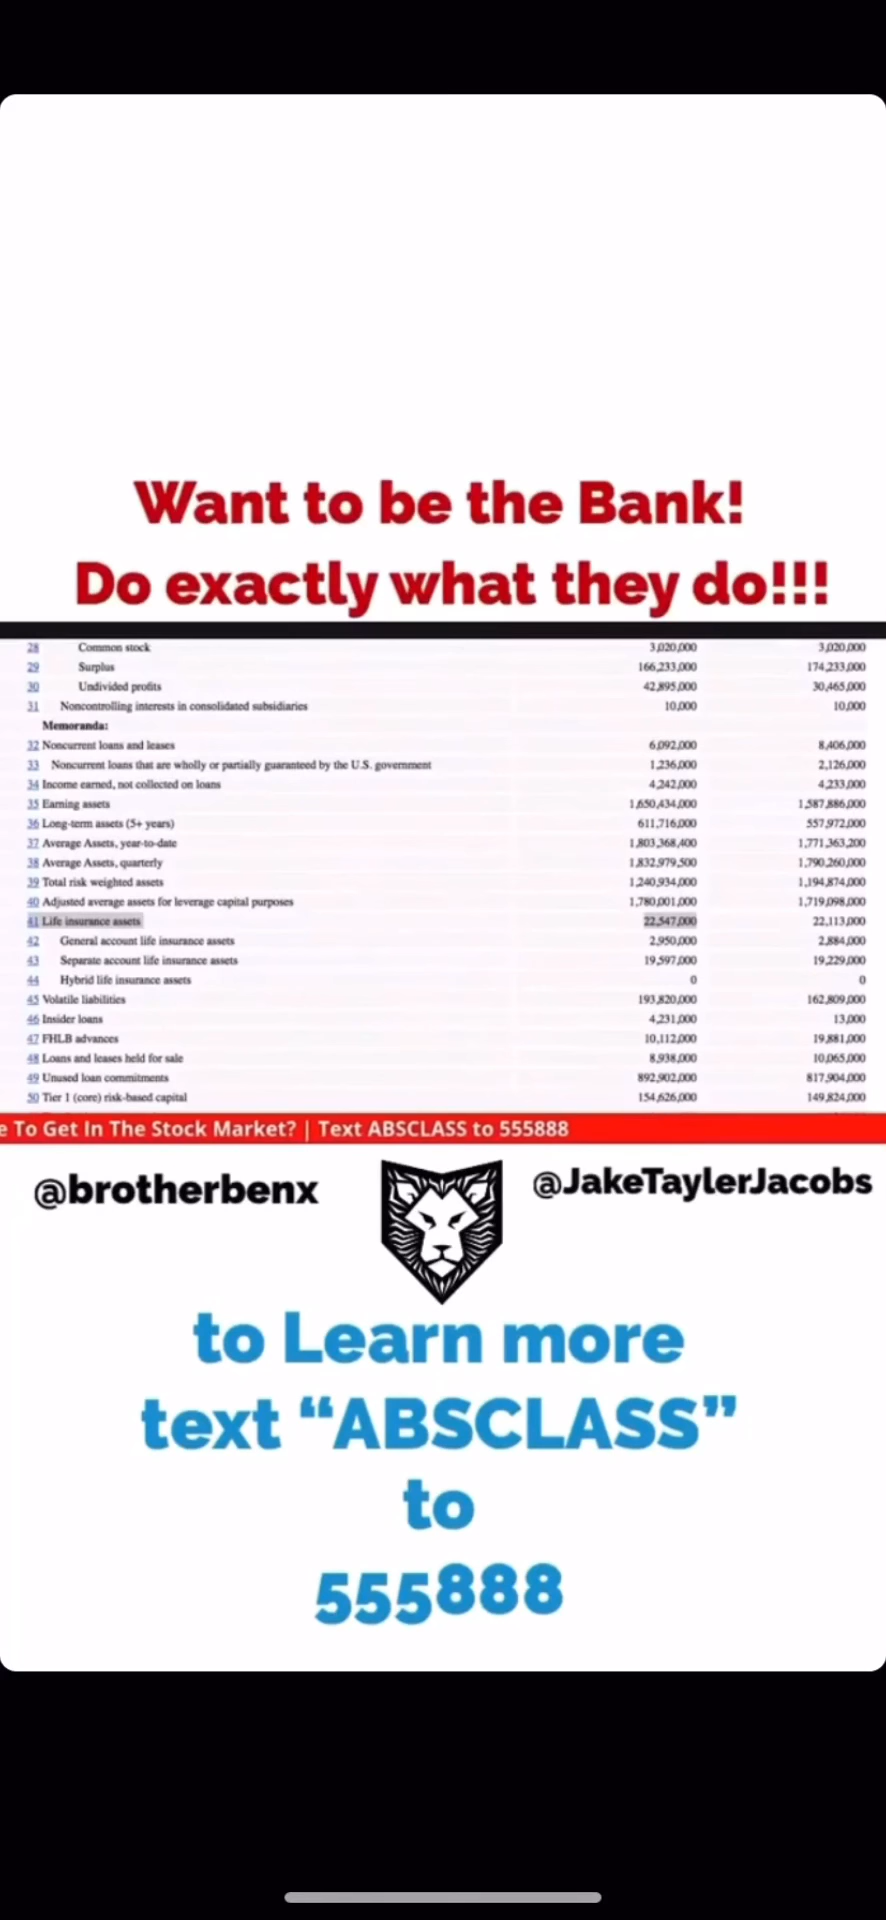 Want to be the Bank!
Do exactly what they do!!!
28 Common stock 3,020,000 3,020,000
29 Surplus 166,233,000 174,233,000
30 Undivided profits 42,895,000 30,465,000
31 Noncontrolling interests in consolidated subsidiaries 10,000 10,000
Memoranda:
32 Noncurrent loans and leases 6,092,000 8,406,000
33 Noncurrent loans that are wholly or partially guaranteed by the U.S. government 1,236,000 2,126,000
34 Income earned, not collected on loans 4,242,000 4,233,000
35 Earning assets 1,650,434,000 1,587,886,000
36 Long-term assets (5+ years) 611,716,000 557,972,000
37 Average Assets, year-to-date 1,803,368,400 1,771,363,200
38 Average Assets, quarterly 1,832,979,500 1,790,260,000
39 Total risk weighted assets 1,240,934,000 1,194,874,000
40 Adjusted average assets for leverage capital purposes 1,780,001,000 1,719,098,000
41 Life insurance assets 22,547,000 22,113,000
42 General account life insurance assets 2,950,000 2,884,000
43 Separate account life insurance assets 19,597,000 19,229,000
44 Hybrid life insurance assets 0 0
45 Volatile liabilities 193,820,000 162,809,000
46 Insider loans 4,231,000 13,000
47 FHLB advances 10,112,000 19,881,000
48 Loans and leases held for sale 8,938,000 10,065,000
49 Unused loan commitments 892,902,000 817,904,000
50 Tier 1 (core) risk-based capital 154,626,000 149,824,000
e To Get In The Stock Market? | Text ABSCLASS to 555888
@brotherbenx @JakeTaylerJacobs
to Learn more
text “ABSCLASS”
to
555888